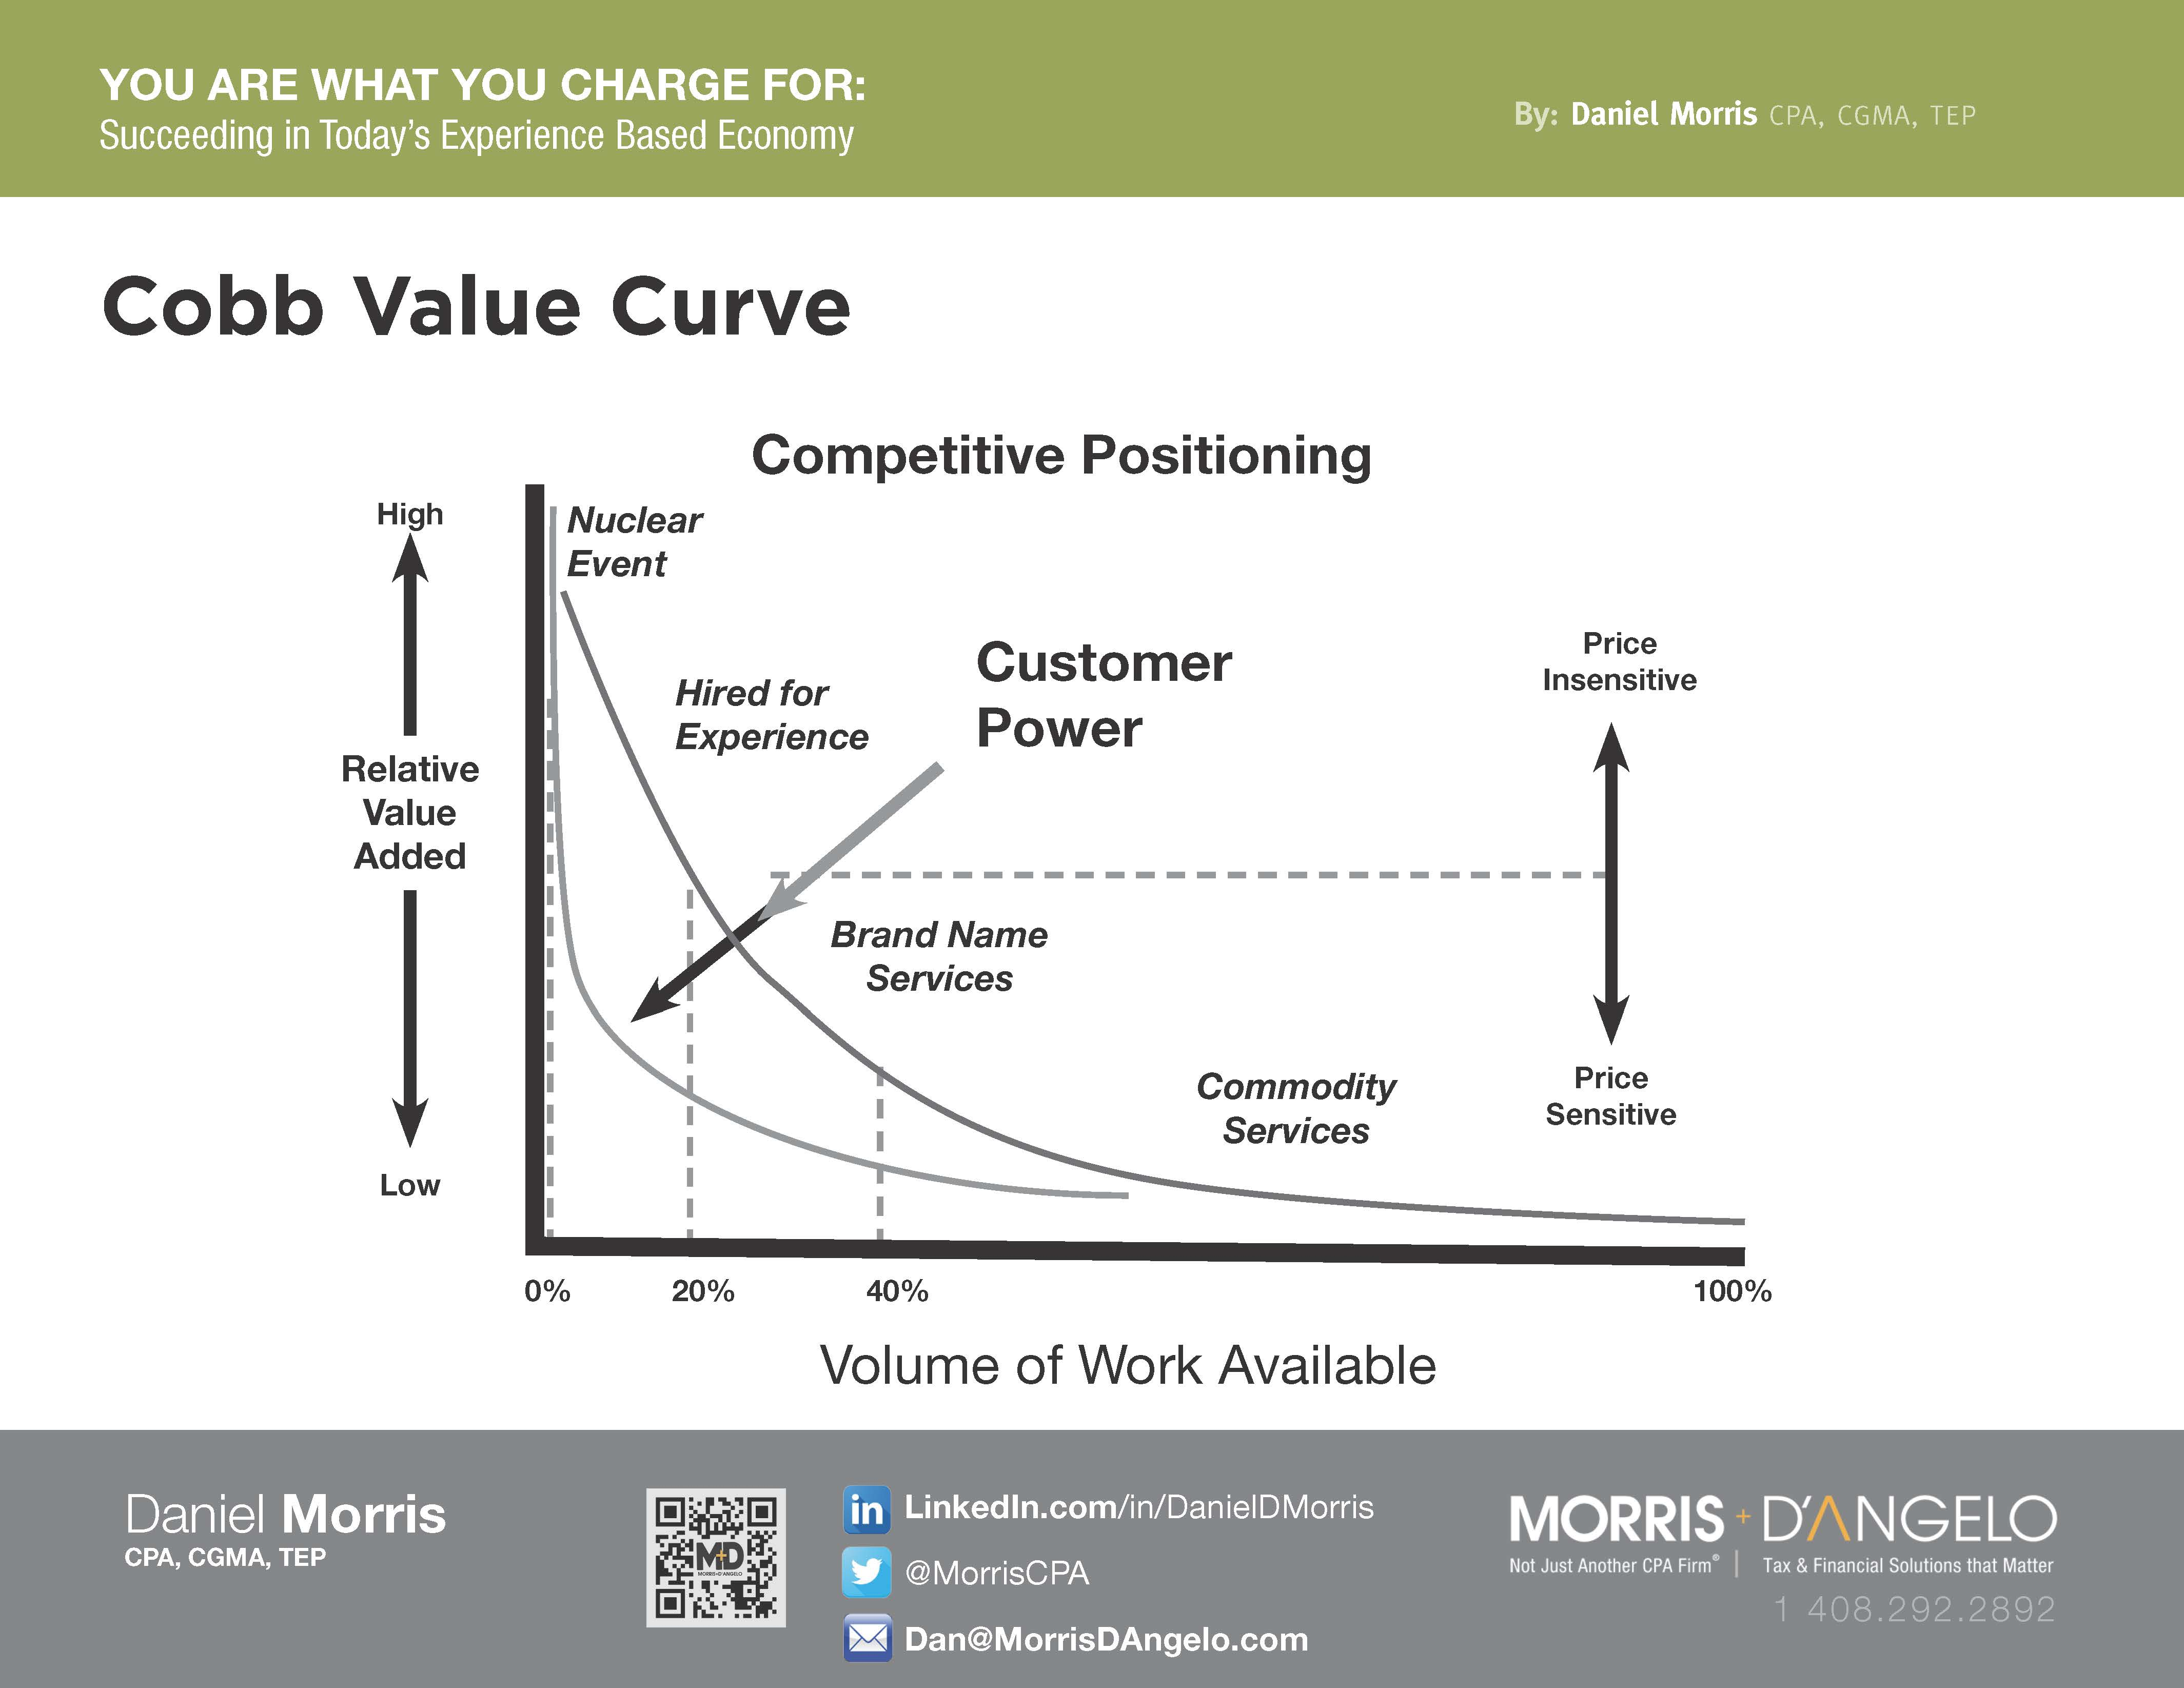 YOU ARE WHAT YOU CHARGE FOR:
Succeeding in Today's Experience Based Economy
By: Daniel Morris CPA, CGMA, TEP
Cobb Value Curve
Competitive Positioning
High
Relative
Value
Added
Low
Nuclear
Event
Hired for
Experience
Customer
Power
Brand Name
Services
Commodity
Services
Price
Insensitive
Price
Sensitive
0%
20%
40%
100%
Volume of Work Available
Daniel Morris
CPA, CGMA, TEP
M+D
MORRIS+D'ANGELO
in
LinkedIn.com/in/DanielDMorris
@MorrisCPA
Dan@MorrisDAngelo.com
MORRIS + D'ANGELO
Not Just Another CPA Firm® | Tax & Financial Solutions that Matter
1 408.292.2892